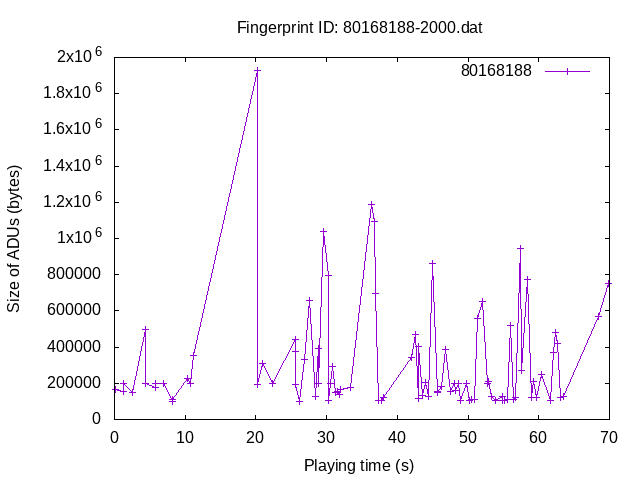 Fingerprint ID: 80168188-2000.dat
80168188
2x10^6
1.8x10^6
1.6x10^6
1.4x10^6
1.2x10^6
1x10^6
800000
600000
400000
200000
0
Size of ADUs (bytes)
0 10 20 30 40 50 60 70
Playing time (s)